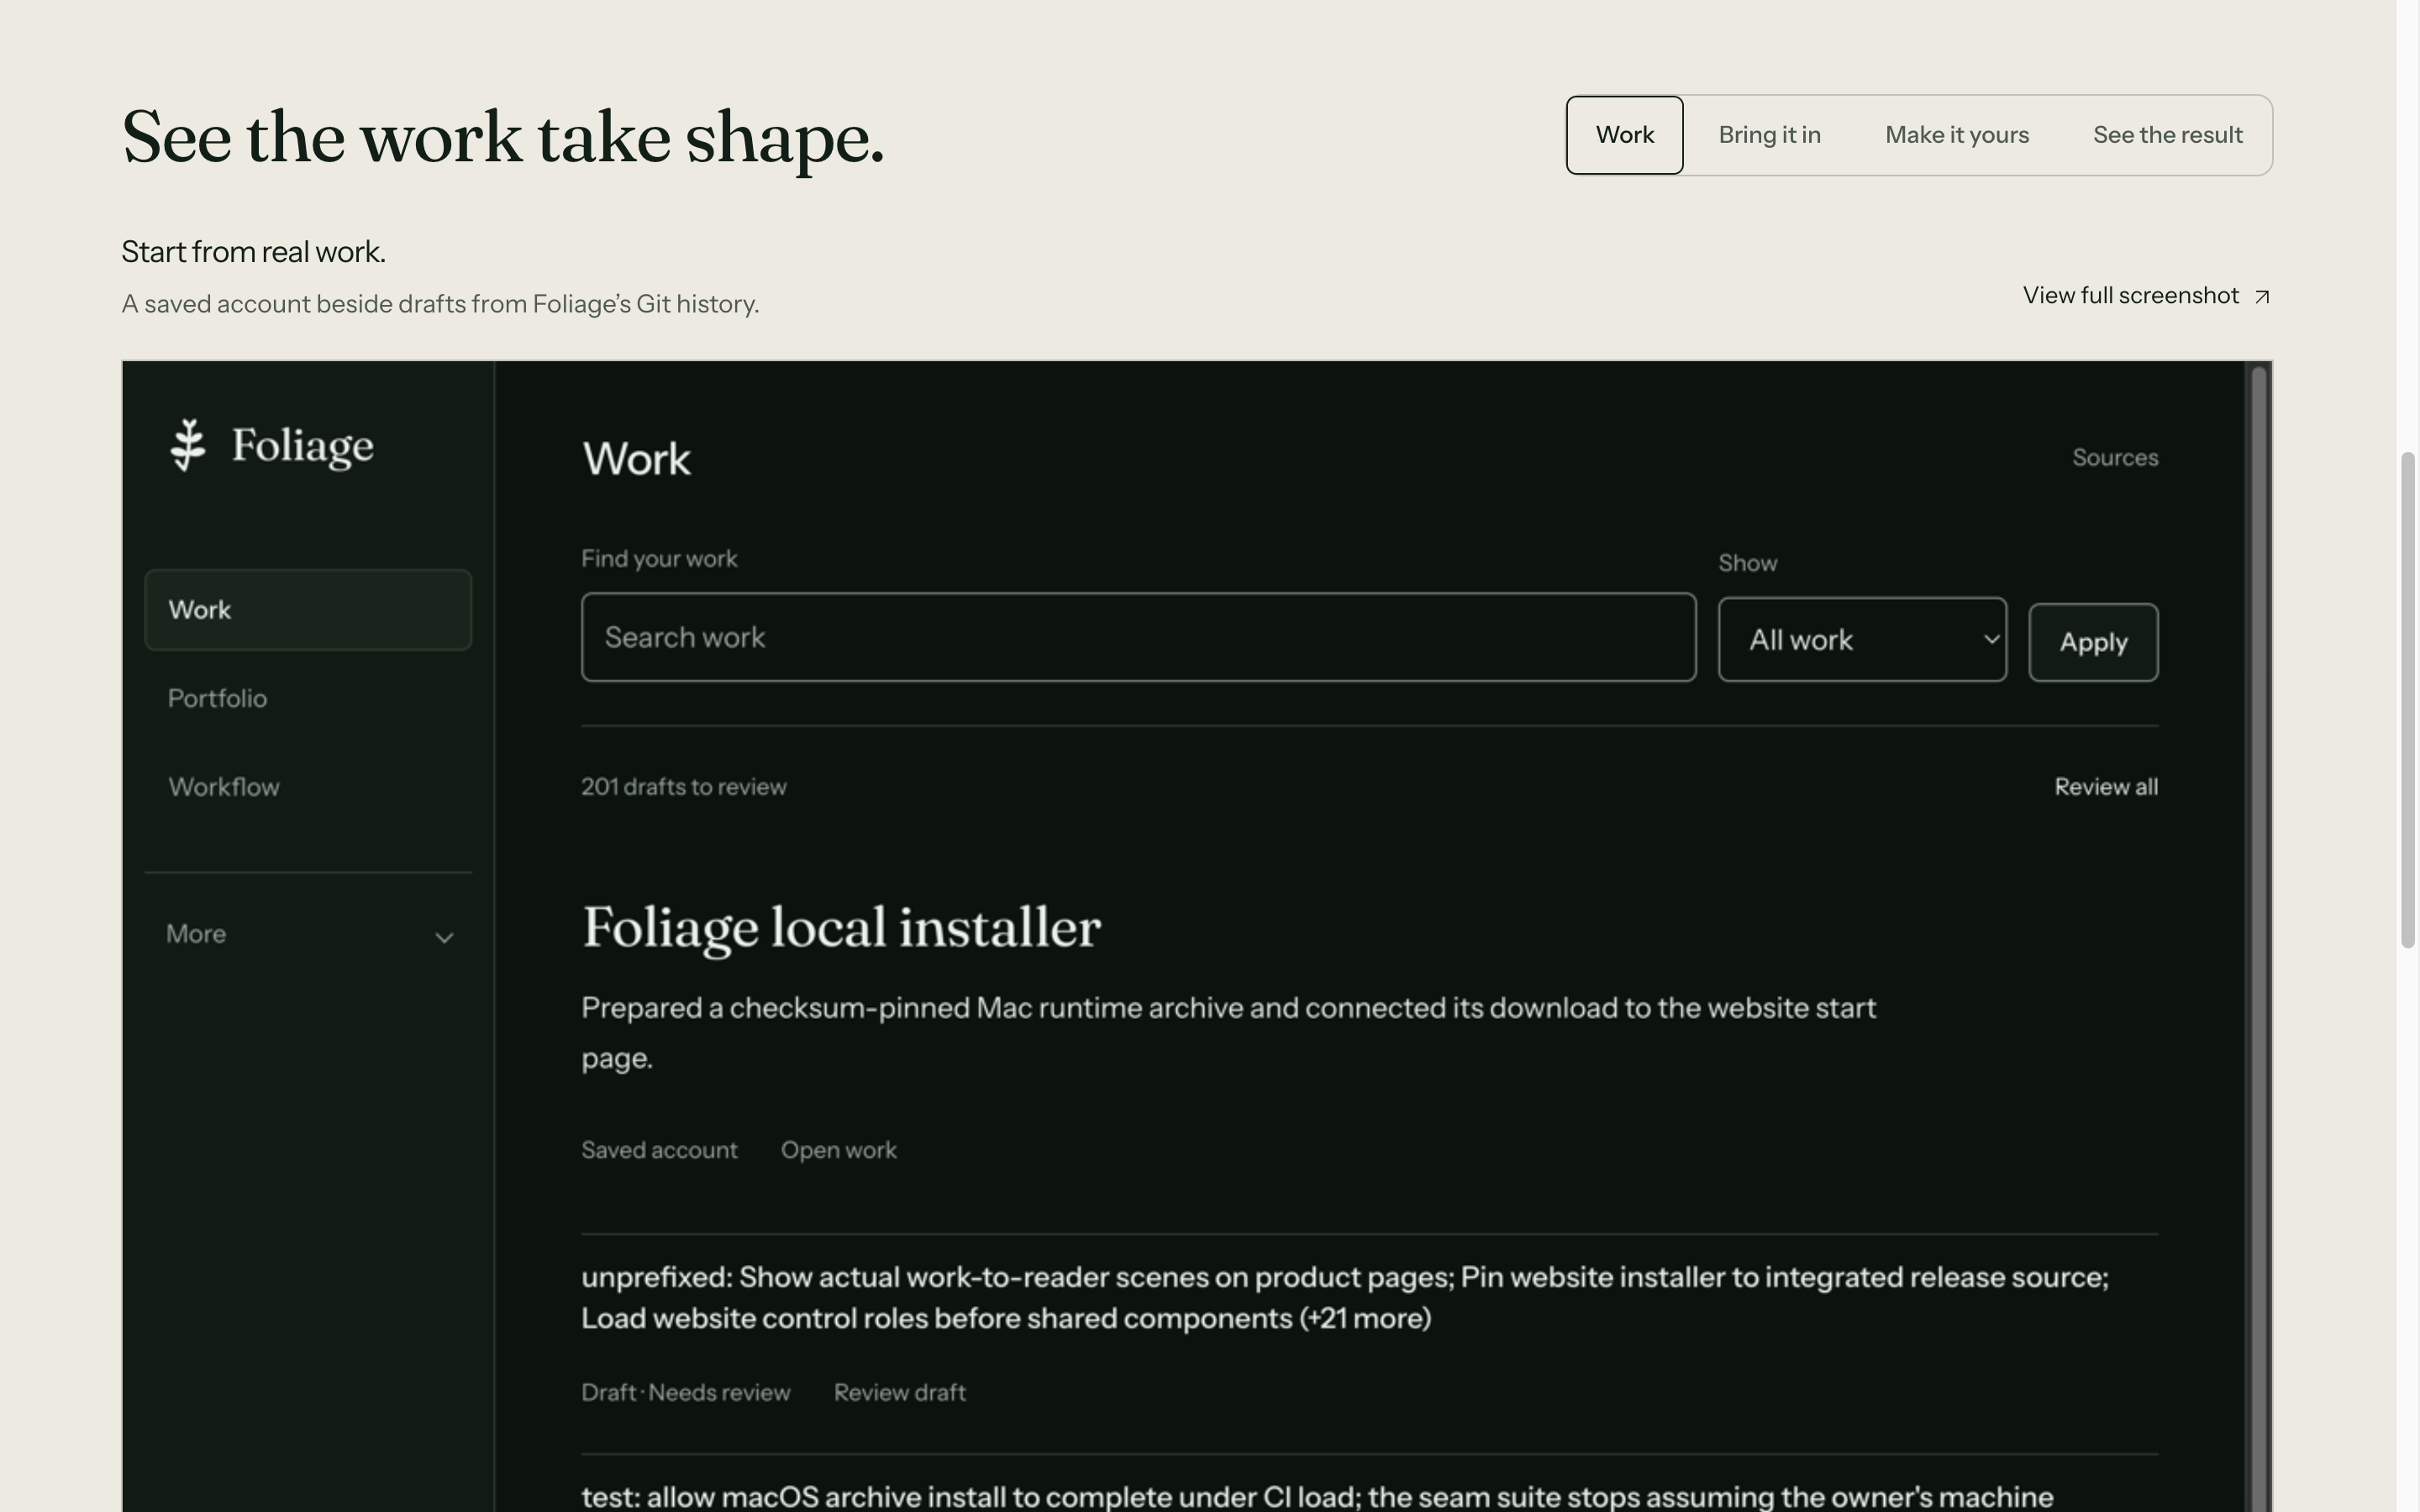 See the work take shape.
Work
Bring it in
Make it yours
See the result
Start from real work.
A saved account beside drafts from Foliage’s Git history.
View full screenshot
Foliage
Work
Portfolio
Workflow
More
Work
Sources
Find your work
Show
Search work
All work
Apply
201 drafts to review
Review all
Foliage local installer
Prepared a checksum-pinned Mac runtime archive and connected its download to the website start
page.
Saved account
Open work
unprefixed: Show actual work-to-reader scenes on product pages; Pin website installer to integrated release source;
Load website control roles before shared components (+21 more)
Draft · Needs review
Review draft
test: allow macOS archive install to complete under CI load; the seam suite stops assuming the owner's machine